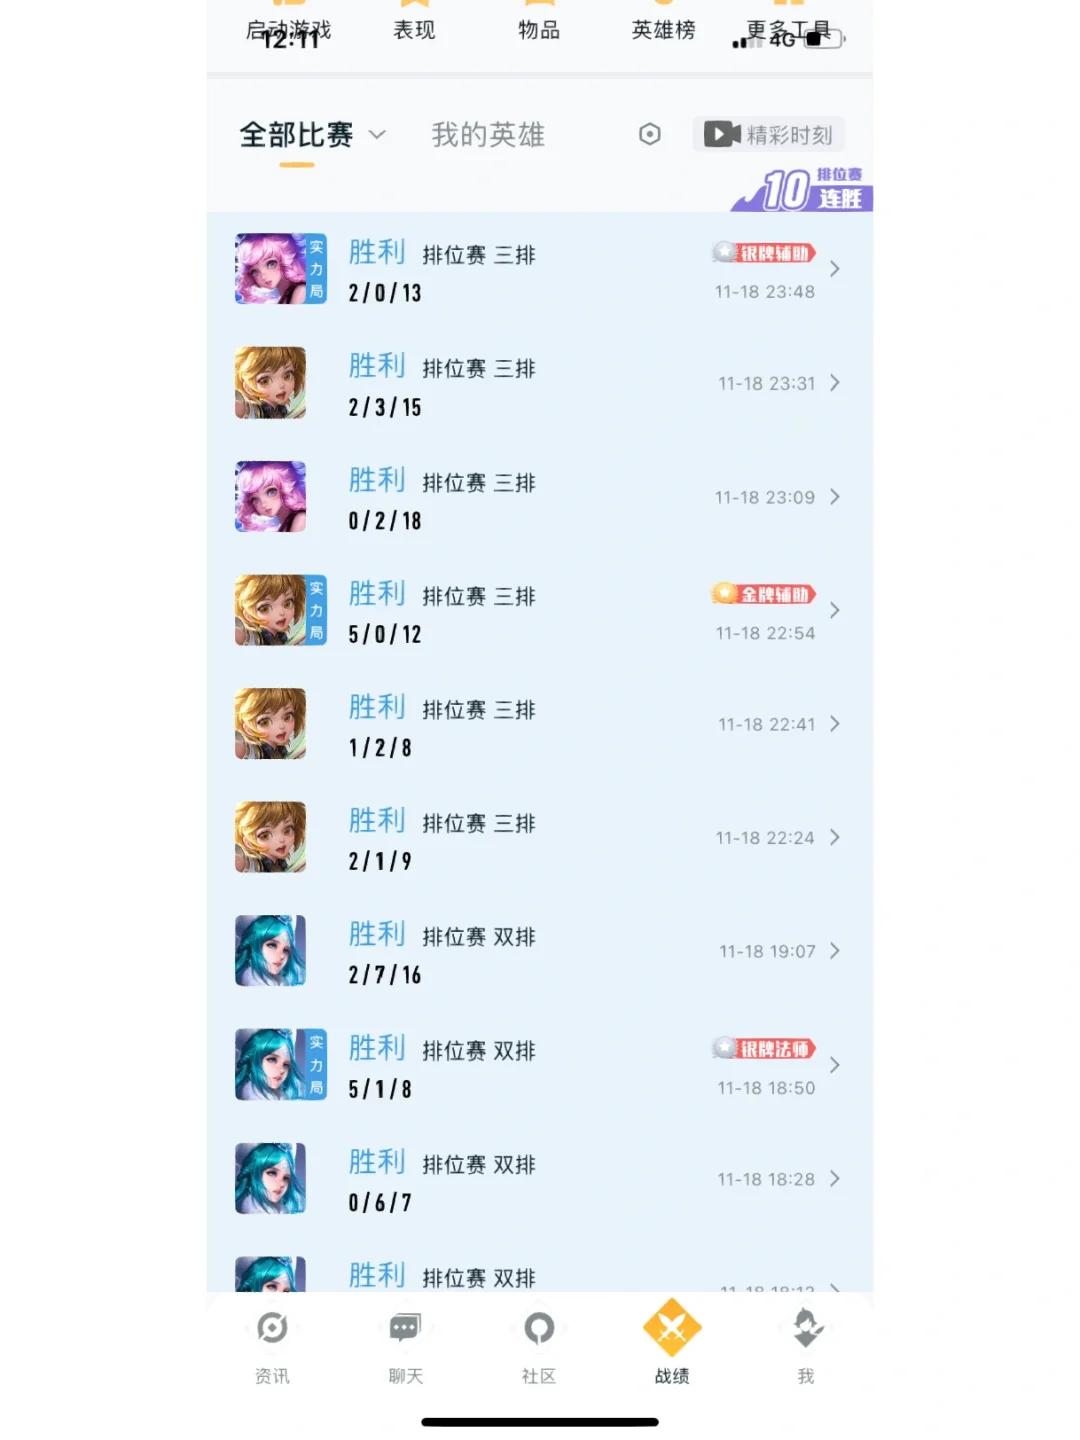 启动游戏 表现 物品 英雄榜 更多工具
12:11 4G
全部比赛 我的英雄 精彩时刻
10 排位赛
连胜
实力局 胜利 排位赛 三排 银牌辅助
2/0/13 11-18 23:48
胜利 排位赛 三排
2/3/15 11-18 23:31
胜利 排位赛 三排
0/2/18 11-18 23:09
实力局 胜利 排位赛 三排 金牌辅助
5/0/12 11-18 22:54
胜利 排位赛 三排
1/2/8 11-18 22:41
胜利 排位赛 三排
2/1/9 11-18 22:24
胜利 排位赛 双排
2/7/16 11-18 19:07
实力局 胜利 排位赛 双排 银牌法师
5/1/8 11-18 18:50
胜利 排位赛 双排
0/6/7 11-18 18:28
胜利 排位赛 双排
资讯 聊天 社区 战绩 我